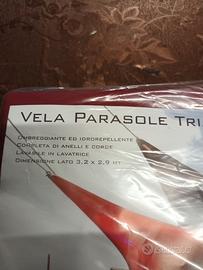 VELA PARASOLE TRI
OMBREGGIANTE ED IDROREPELLENTE
COMPLETA DI ANELLI E CORDE
LAVABILE IN LAVATRICE
DIMENSIONE LATO 3,2 X 2,9 MT
subito